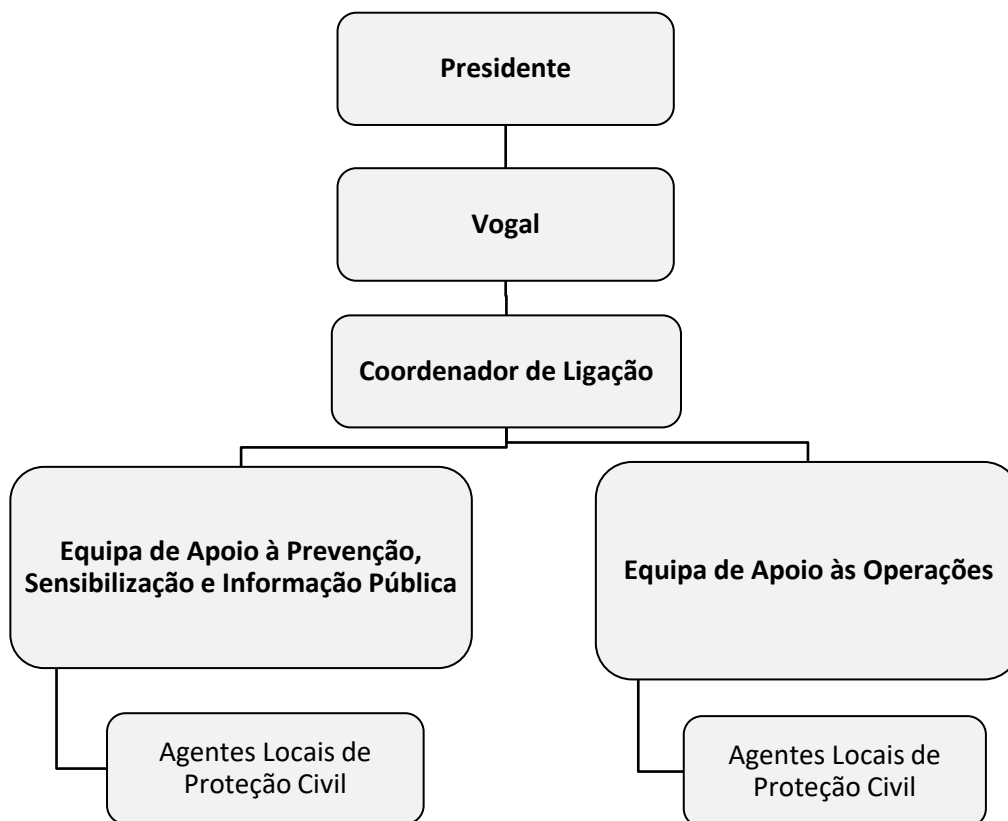 Presidente
Vogal
Coordenador de Ligação
Equipa de Apoio à Prevenção,
Sensibilização e Informação Pública
Equipa de Apoio às Operações
Agentes Locais de
Proteção Civil
Agentes Locais de
Proteção Civil